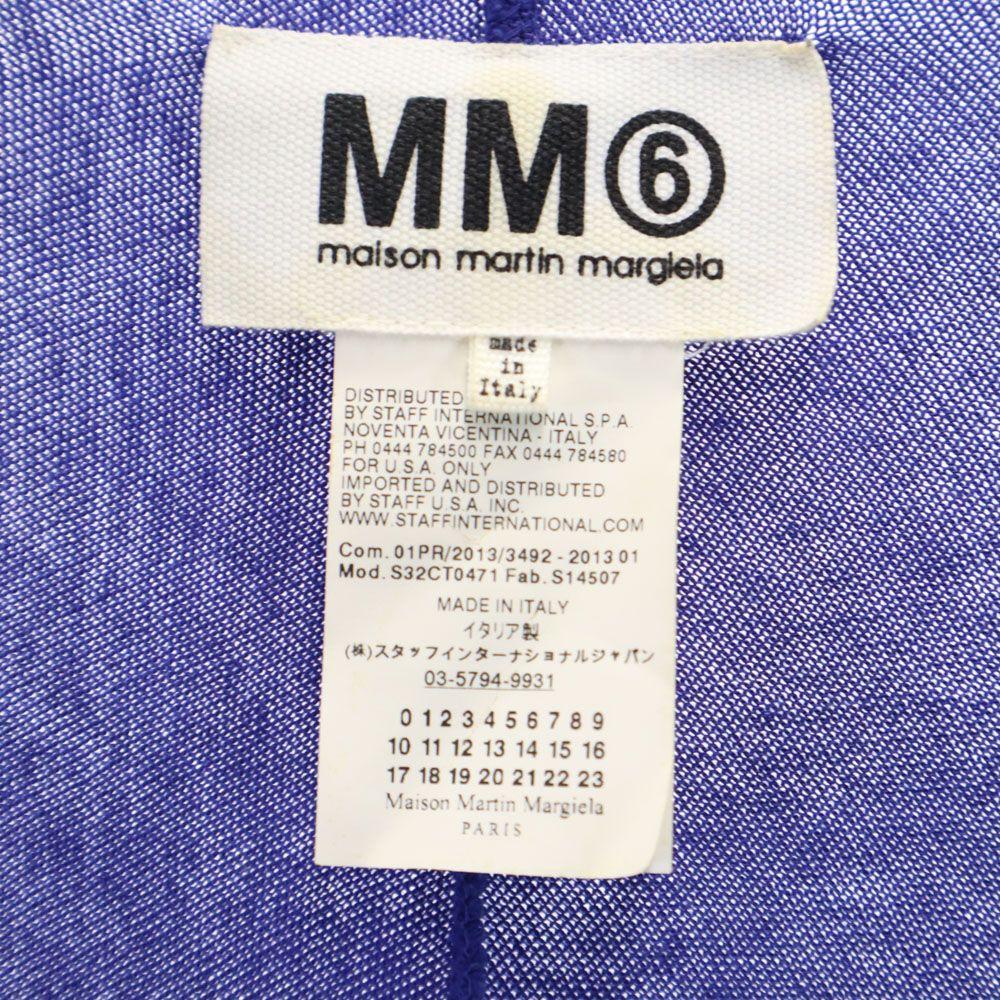 MM⑥
maison martin margiela
made
in
Italy
DISTRIBUTED
BY STAFF INTERNATIONAL S.P.A.
NOVENTA VICENTINA - ITALY
PH 0444 784500 FAX 0444 784580
FOR U.S.A. ONLY
IMPORTED AND DISTRIBUTED
BY STAFF U.S.A. INC.
WWW.STAFFINTERNATIONAL.COM
Com. 01PR/2013/3492 - 2013 01
Mod. S32CT0471 Fab. S14507
MADE IN ITALY
イタリア製
(株)スタッフインターナショナルジャパン
03-5794-9931
0 1 2 3 4 5 6 7 8 9
10 11 12 13 14 15 16
17 18 19 20 21 22 23
Maison Martin Margiela
PARIS